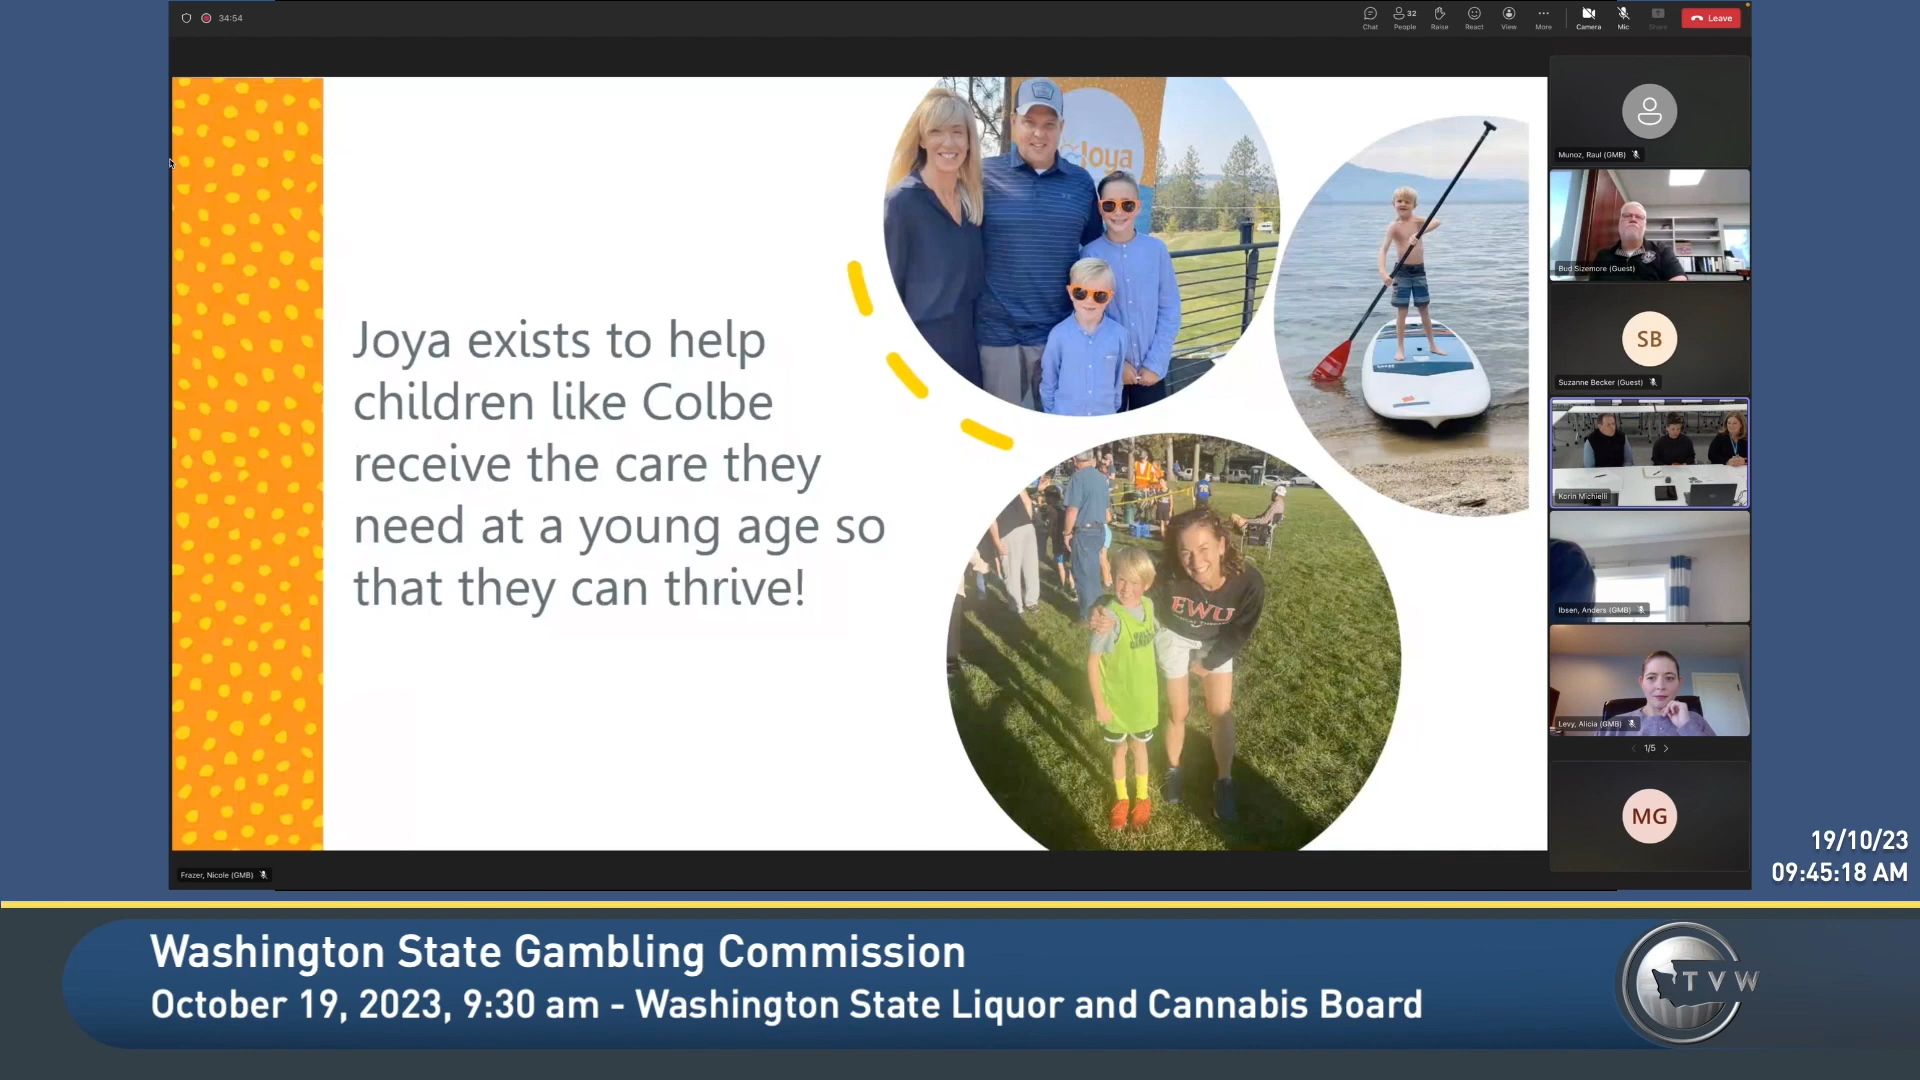 34:54
Chat
32
People
Raise
React
View
More
Camera
Mic
Share
Leave
Joya
Joya exists to help
children like Colbe
receive the care they
need at a young age so
that they can thrive!
EWU
Munoz, Raul (GMB)
Bud Sizemore (Guest)
SB
Suzanne Becker (Guest)
Korin Michielli
Ibsen, Anders (GMB)
Levy, Alicia (GMB)
1/5
MG
Frazer, Nicole (GMB)
19/10/23
09:45:18 AM
Washington State Gambling Commission
October 19, 2023, 9:30 am - Washington State Liquor and Cannabis Board
TVW